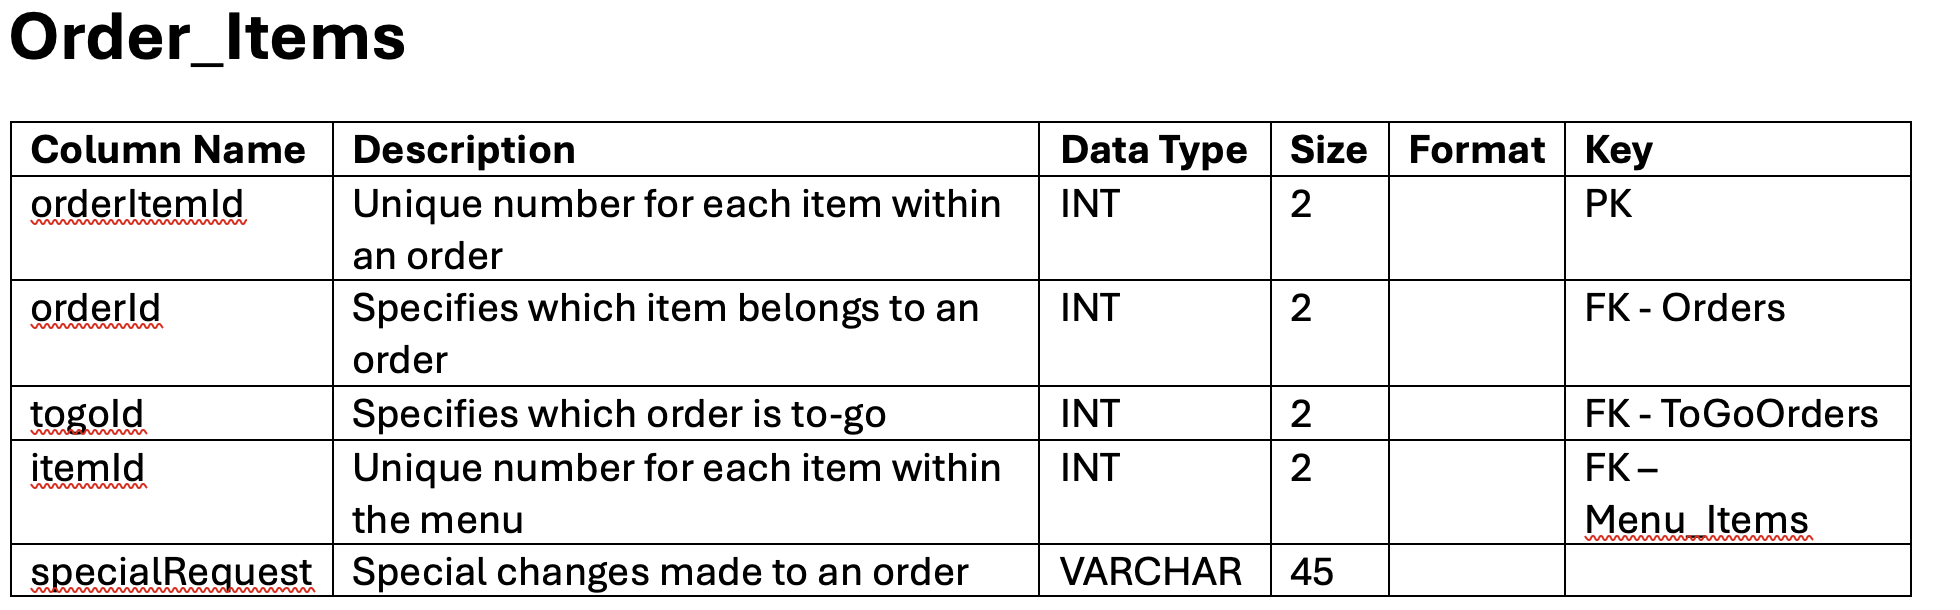 Order_Items
Column Name Description Data Type Size Format Key
orderItemId Unique number for each item within INT 2 PK
an order
orderId Specifies which item belongs to an INT 2 FK - Orders
order
togoId Specifies which order is to-go INT 2 FK - ToGoOrders
itemId Unique number for each item within INT 2 FK –
the menu Menu_Items
specialRequest Special changes made to an order VARCHAR 45